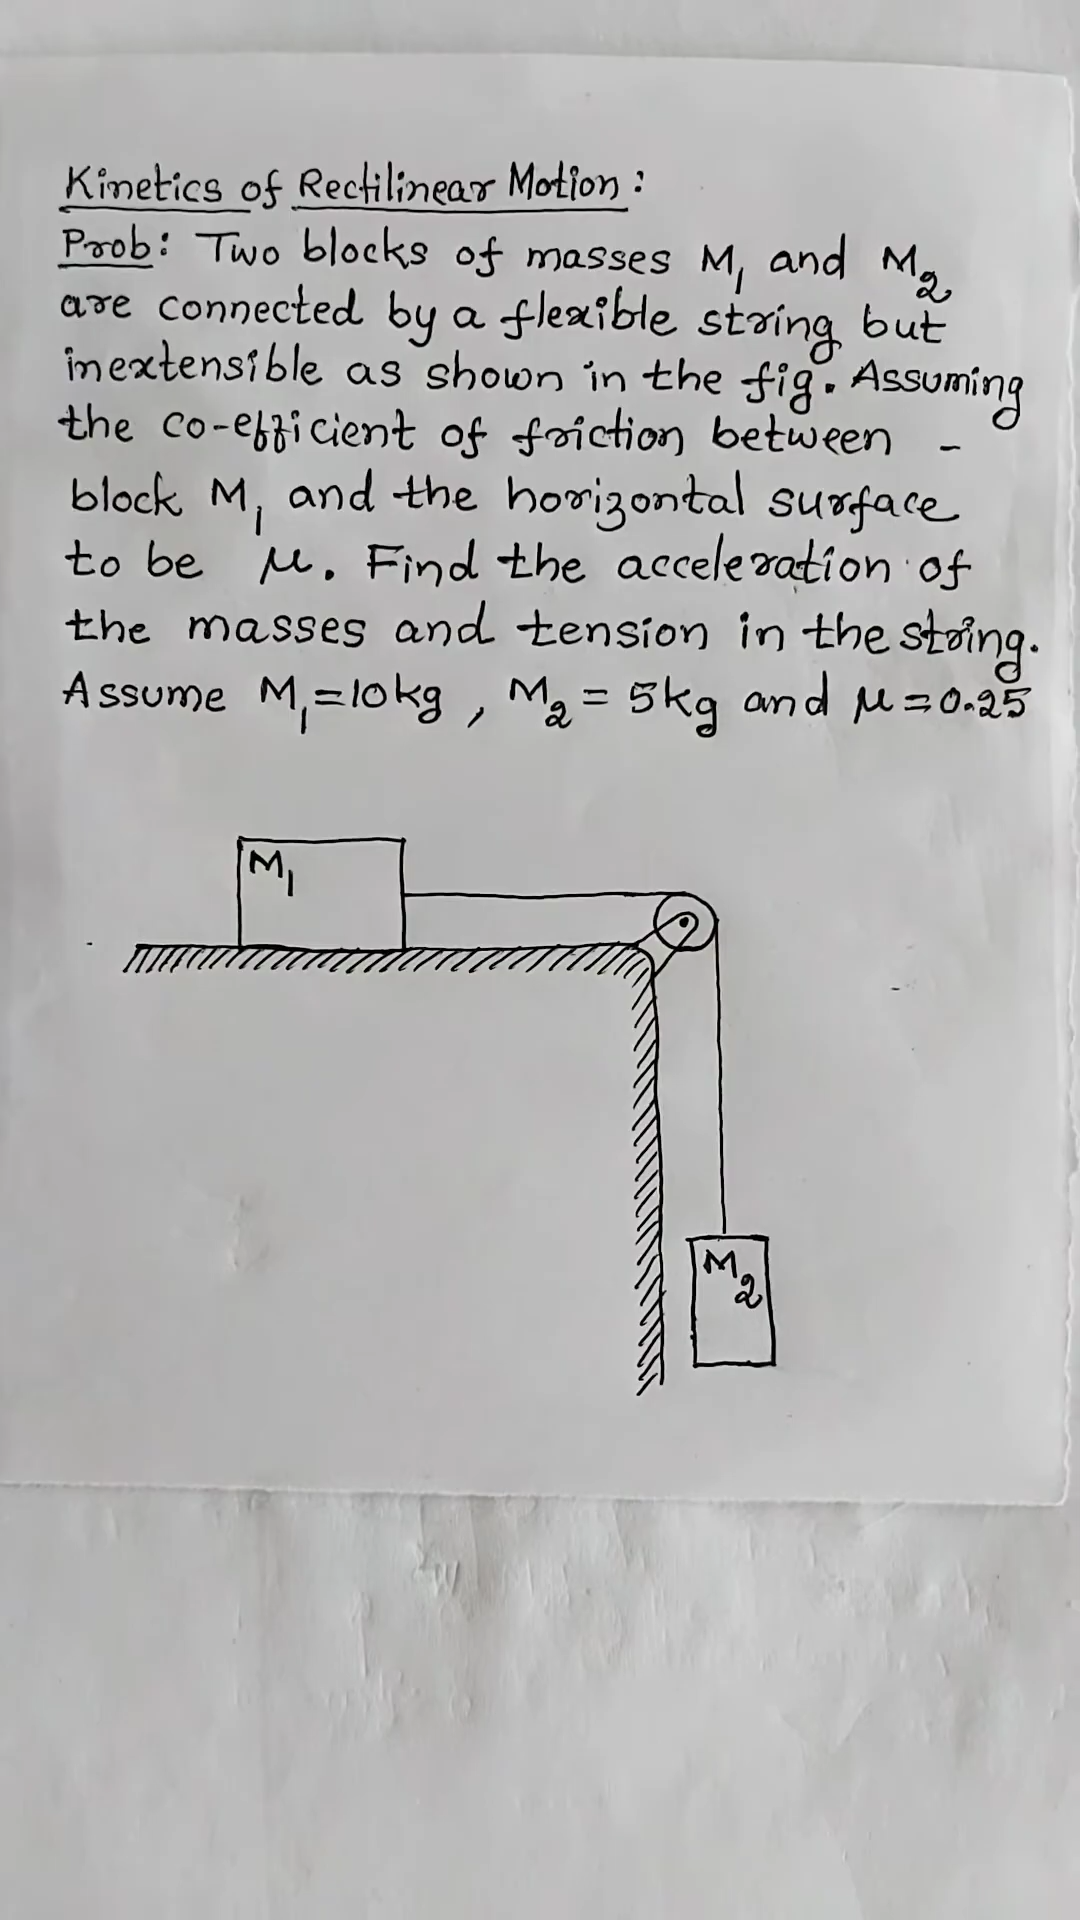 Kinetics of Rectilinear Motion:
Prob: Two blocks of masses M₁ and M₂
are connected by a flexible string but
inextensible as shown in the fig. Assuming
the co-efficient of friction between -
block M₁ and the horizontal surface
to be μ. Find the acceleration of
the masses and tension in the string.
Assume M₁=10kg, M₂ = 5kg and μ=0.25
M₁
M₂